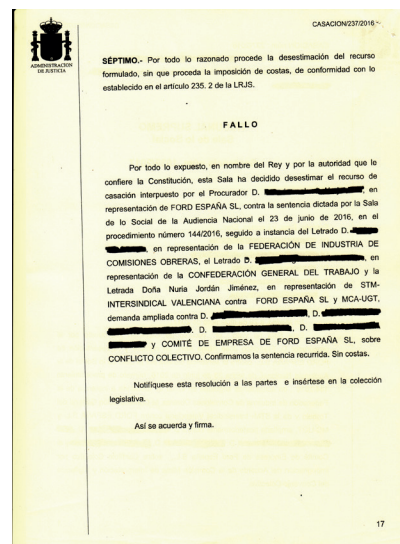 CASACION/237/2016
ADMINISTRACION
DE JUSTICIA
SÉPTIMO.- Por todo lo razonado procede la desestimación del recurso
formulado, sin que proceda la imposición de costas, de conformidad con lo
establecido en el artículo 235. 2 de la LRJS.
F A L L O
Por todo lo expuesto, en nombre del Rey y por la autoridad que le
confiere la Constitución, esta Sala ha decidido desestimar el recurso de
casación interpuesto por el Procurador D. , en
representación de FORD ESPAÑA SL, contra la sentencia dictada por la Sala
de lo Social de la Audiencia Nacional el 23 de junio de 2016, en el
procedimiento número 144/2016, seguido a instancia del Letrado D.
, en representación de la FEDERACIÓN DE INDUSTRIA DE
COMISIONES OBRERAS, el Letrado D. , en
representación de la CONFEDERACIÓN GENERAL DEL TRABAJO y la
Letrada Doña Nuria Jordán Jiménez, en representación de STM-
INTERSINDICAL VALENCIANA contra FORD ESPAÑA SL y MCA-UGT,
demanda ampliada contra D. , D.
, D. , D.
y COMITÉ DE EMPRESA DE FORD ESPAÑA SL, sobre
CONFLICTO COLECTIVO. Confirmamos la sentencia recurrida. Sin costas.
Notifíquese esta resolución a las partes e insértese en la colección
legislativa.
Así se acuerda y firma.
17